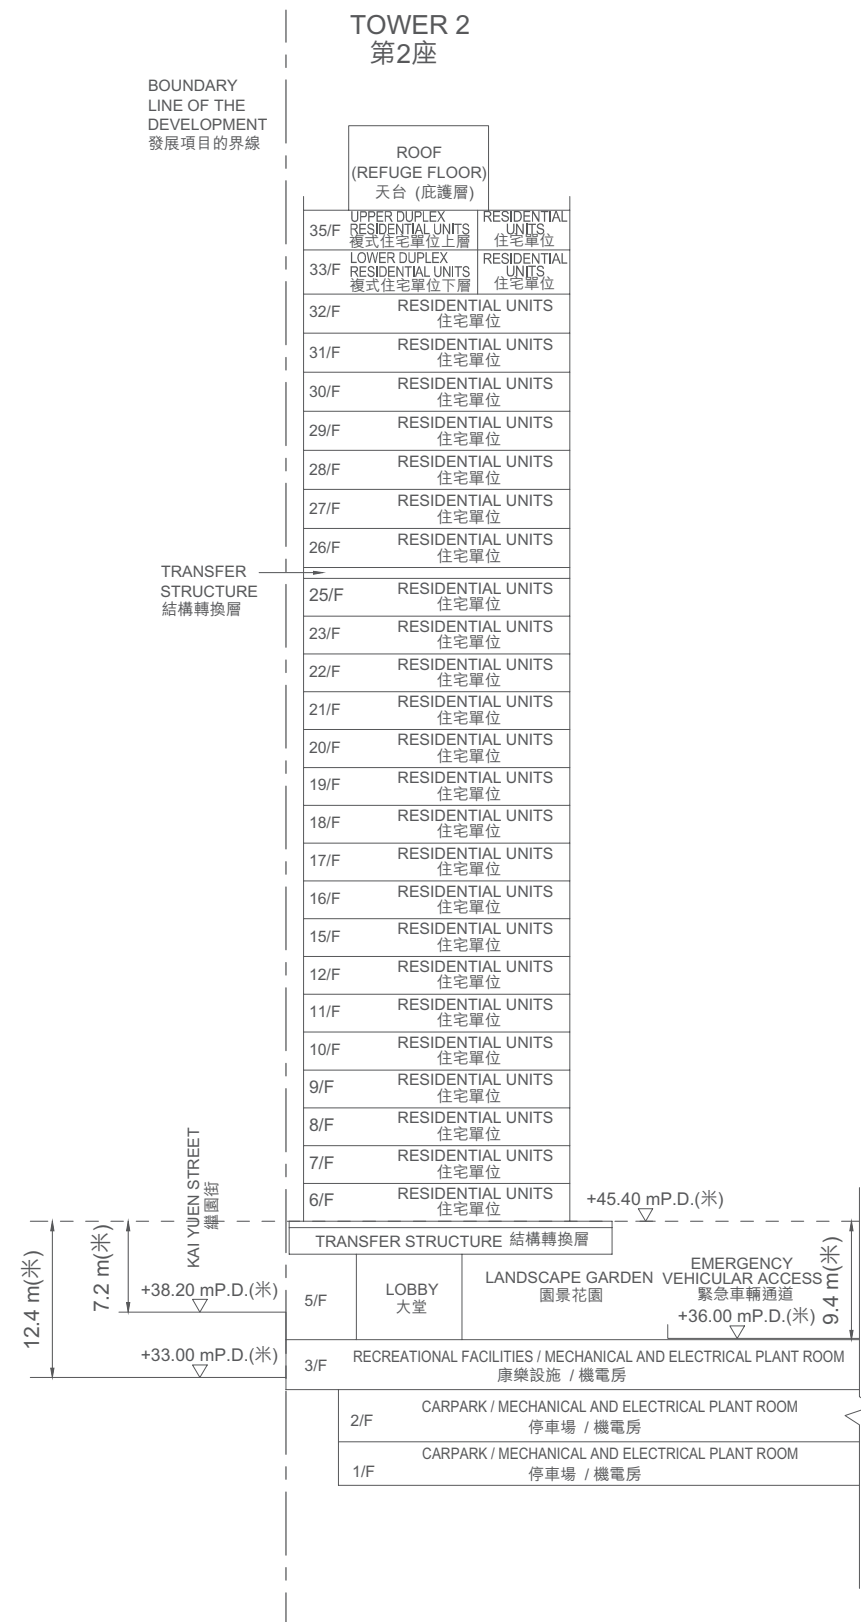 TOWER 2
第2座
BOUNDARY
LINE OF THE
DEVELOPMENT
發展項目的界線
ROOF
(REFUGE FLOOR)
天台 (庇護層)
35/F
UPPER DUPLEX
RESIDENTIAL UNITS
複式住宅單位上層
RESIDENTIAL
UNITS
住宅單位
33/F
LOWER DUPLEX
RESIDENTIAL UNITS
複式住宅單位下層
RESIDENTIAL
UNITS
住宅單位
32/F
RESIDENTIAL UNITS
住宅單位
31/F
RESIDENTIAL UNITS
住宅單位
30/F
RESIDENTIAL UNITS
住宅單位
29/F
RESIDENTIAL UNITS
住宅單位
28/F
RESIDENTIAL UNITS
住宅單位
27/F
RESIDENTIAL UNITS
住宅單位
26/F
RESIDENTIAL UNITS
住宅單位
TRANSFER
STRUCTURE
結構轉換層
25/F
RESIDENTIAL UNITS
住宅單位
23/F
RESIDENTIAL UNITS
住宅單位
22/F
RESIDENTIAL UNITS
住宅單位
21/F
RESIDENTIAL UNITS
住宅單位
20/F
RESIDENTIAL UNITS
住宅單位
19/F
RESIDENTIAL UNITS
住宅單位
18/F
RESIDENTIAL UNITS
住宅單位
17/F
RESIDENTIAL UNITS
住宅單位
16/F
RESIDENTIAL UNITS
住宅單位
15/F
RESIDENTIAL UNITS
住宅單位
12/F
RESIDENTIAL UNITS
住宅單位
11/F
RESIDENTIAL UNITS
住宅單位
10/F
RESIDENTIAL UNITS
住宅單位
9/F
RESIDENTIAL UNITS
住宅單位
8/F
RESIDENTIAL UNITS
住宅單位
7/F
RESIDENTIAL UNITS
住宅單位
6/F
RESIDENTIAL UNITS
住宅單位
KAI YUEN STREET
繼園街
+45.40 mP.D.(米)
12.4 m(米)
7.2 m(米)
+38.20 mP.D.(米)
+33.00 mP.D.(米)
TRANSFER STRUCTURE 結構轉換層
5/F
LOBBY
大堂
LANDSCAPE GARDEN
園景花園
EMERGENCY
VEHICULAR ACCESS
緊急車輛通道
+36.00 mP.D.(米)
9.4 m(米)
3/F
RECREATIONAL FACILITIES / MECHANICAL AND ELECTRICAL PLANT ROOM
康樂設施 / 機電房
2/F
CARPARK / MECHANICAL AND ELECTRICAL PLANT ROOM
停車場 / 機電房
1/F
CARPARK / MECHANICAL AND ELECTRICAL PLANT ROOM
停車場 / 機電房